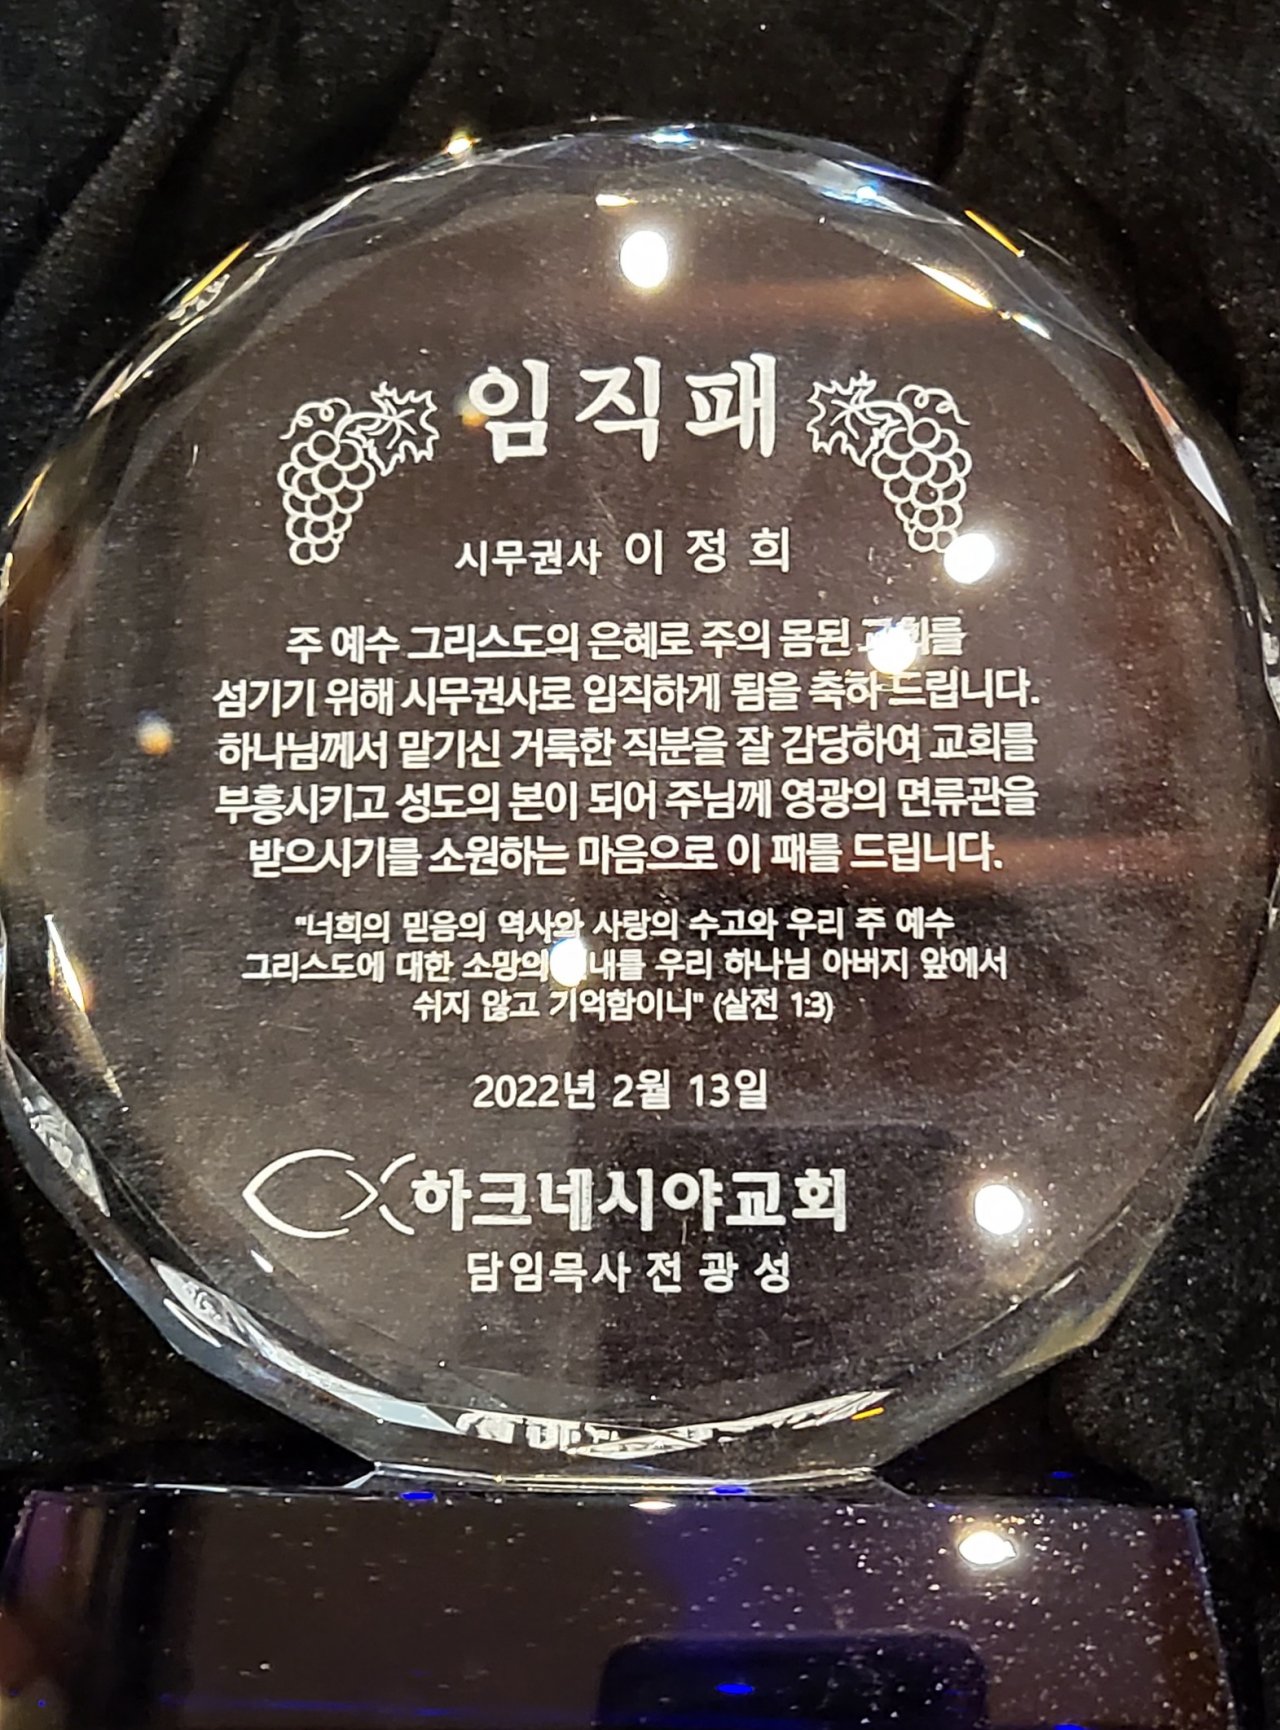 임직패
시무권사 이 정 희
주 예수 그리스도의 은혜로 주의 몸된 교회를
섬기기 위해 시무권사로 임직하게 됨을 축하 드립니다.
하나님께서 맡기신 거룩한 직분을 잘 감당하여 교회를
부흥시키고 성도의 본이 되어 주님께 영광의 면류관을
받으시기를 소원하는 마음으로 이 패를 드립니다.
"너희의 믿음의 역사와 사랑의 수고와 우리 주 예수
그리스도에 대한 소망의 인내를 우리 하나님 아버지 앞에서
쉬지 않고 기억함이니" (살전 1:3)
2022년 2월 13일
하크네시야교회
담임목사 전 광 성